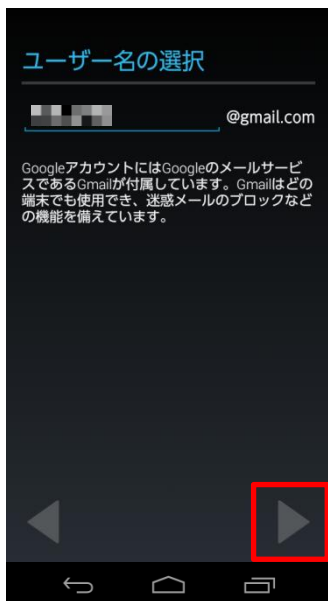 ユーザー名の選択
@gmail.com
GoogleアカウントにはGoogleのメールサービ
スであるGmailが付属しています。Gmailはどの
端末でも使用でき、迷惑メールのブロックなど
の機能を備えています。